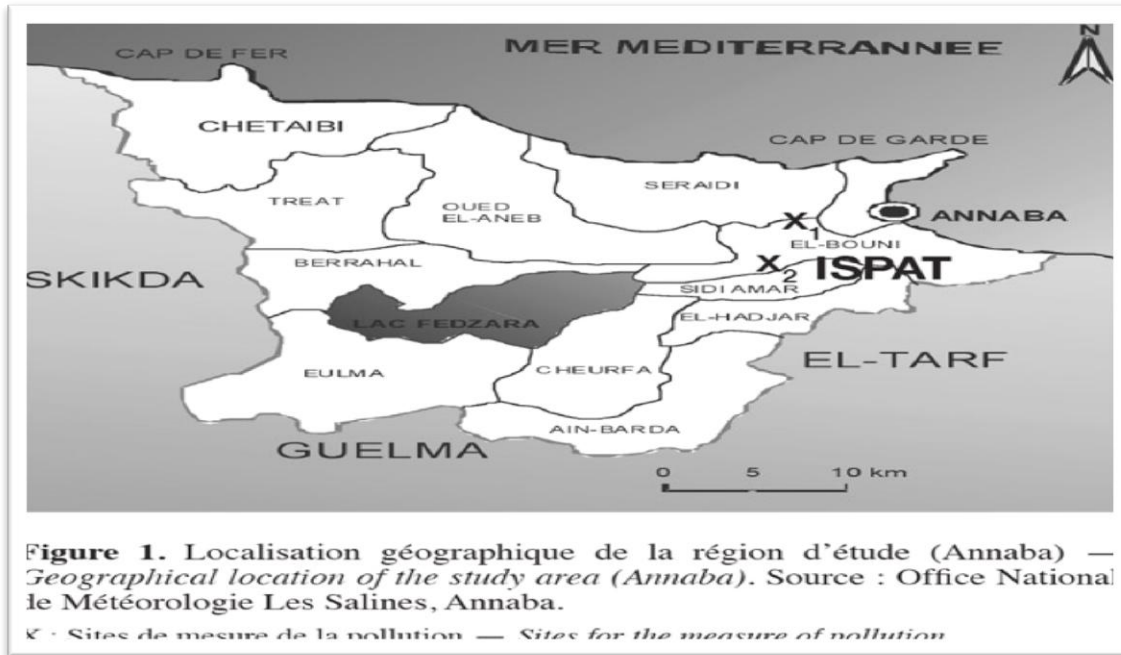 N
CAP DE FER
MER MEDITERRANNEE
CHETAIBI
CAP DE GARDE
SERAIDI
TREAT
OUED
EL-ANEB
X1
ANNABA
EL-BOUNI
BERRAHAL
X2 ISPAT
SKIKDA
SIDI AMAR
LAC FEDZARA
EL-HADJAR
EL-TARF
EULMA
CHEURFA
AIN-BARDA
GUELMA
0 5 10 km
Figure 1. Localisation géographique de la région d'étude (Annaba) —
Geographical location of the study area (Annaba). Source : Office National
de Météorologie Les Salines, Annaba.
X : Sites de mesure de la pollution — Sites for the measure of pollution